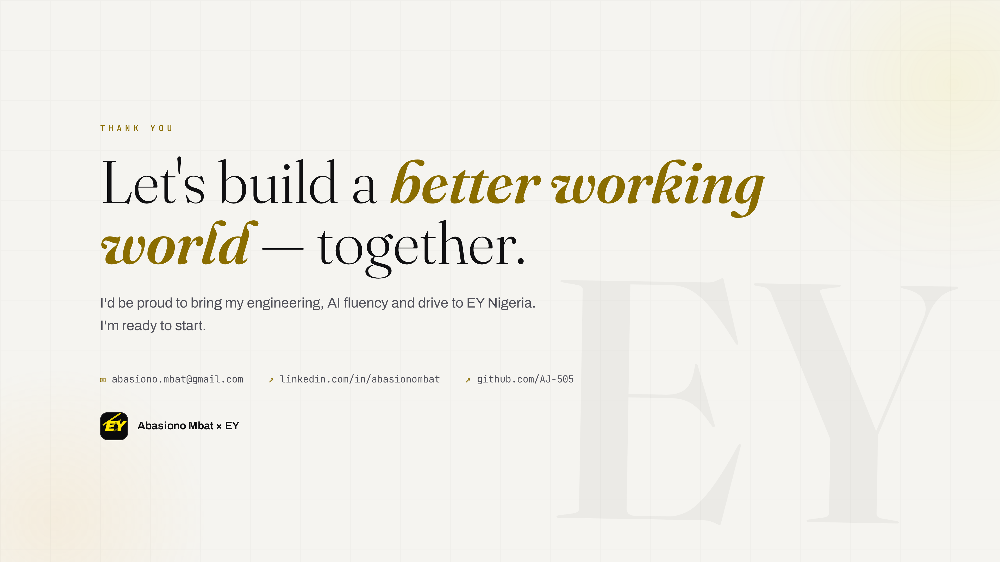 THANK YOU
Let's build a better working
world — together.
I'd be proud to bring my engineering, AI fluency and drive to EY Nigeria.
I'm ready to start.
✉ abasiono.mbat@gmail.com ↗ linkedin.com/in/abasionombat ↗ github.com/AJ-505
EY Abasiono Mbat × EY
EY